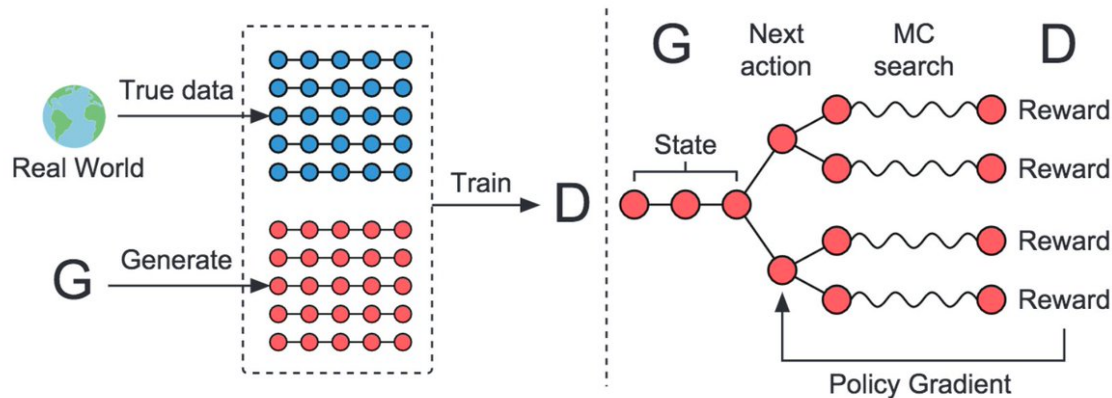 True data
Real World
G
Generate
Train
D
G
Next
action
MC
search
D
State
Reward
Reward
Reward
Reward
Policy Gradient